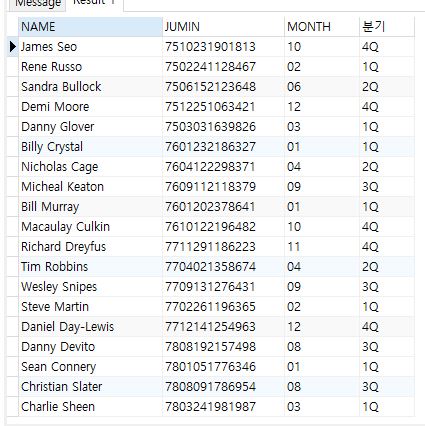 Message Result 1
NAME JUMIN MONTH 분기
James Seo 7510231901813 10 4Q
Rene Russo 7502241128467 02 1Q
Sandra Bullock 7506152123648 06 2Q
Demi Moore 7512251063421 12 4Q
Danny Glover 7503031639826 03 1Q
Billy Crystal 7601232186327 01 1Q
Nicholas Cage 7604122298371 04 2Q
Micheal Keaton 7609112118379 09 3Q
Bill Murray 7601202378641 01 1Q
Macaulay Culkin 7610122196482 10 4Q
Richard Dreyfus 7711291186223 11 4Q
Tim Robbins 7704021358674 04 2Q
Wesley Snipes 7709131276431 09 3Q
Steve Martin 7702261196365 02 1Q
Daniel Day-Lewis 7712141254963 12 4Q
Danny Devito 7808192157498 08 3Q
Sean Connery 7801051776346 01 1Q
Christian Slater 7808091786954 08 3Q
Charlie Sheen 7803241981987 03 1Q